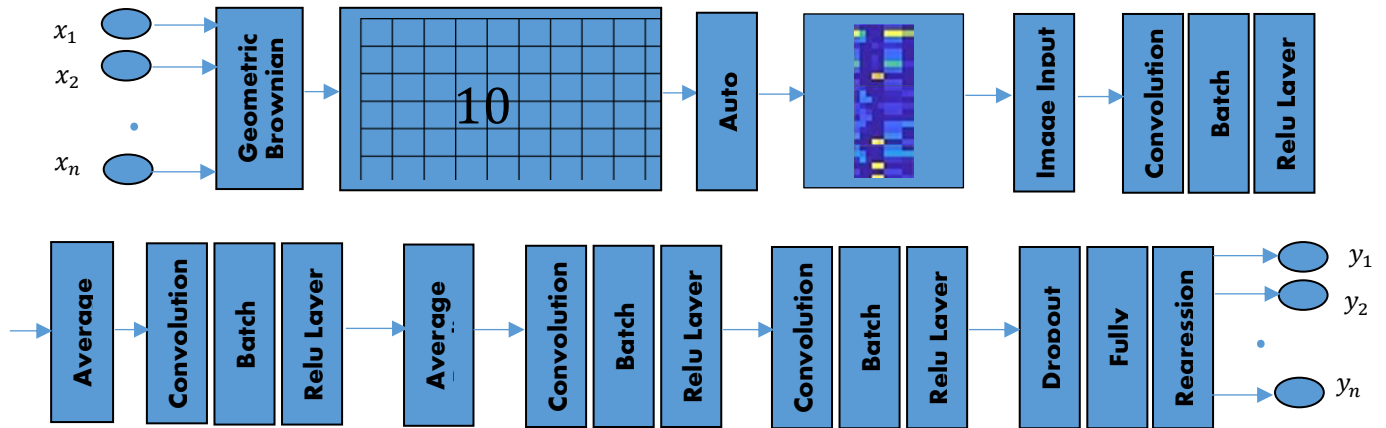 x₁
x₂
xₙ
Geometric
Brownian
10
Auto
Image Input
Convolution
Batch
Relu Layer
Average
Convolution
Batch
Relu Layer
Average
Convolution
Batch
Relu Layer
Convolution
Batch
Relu Layer
Dropout
Fully
Regression
y₁
y₂
yₙ